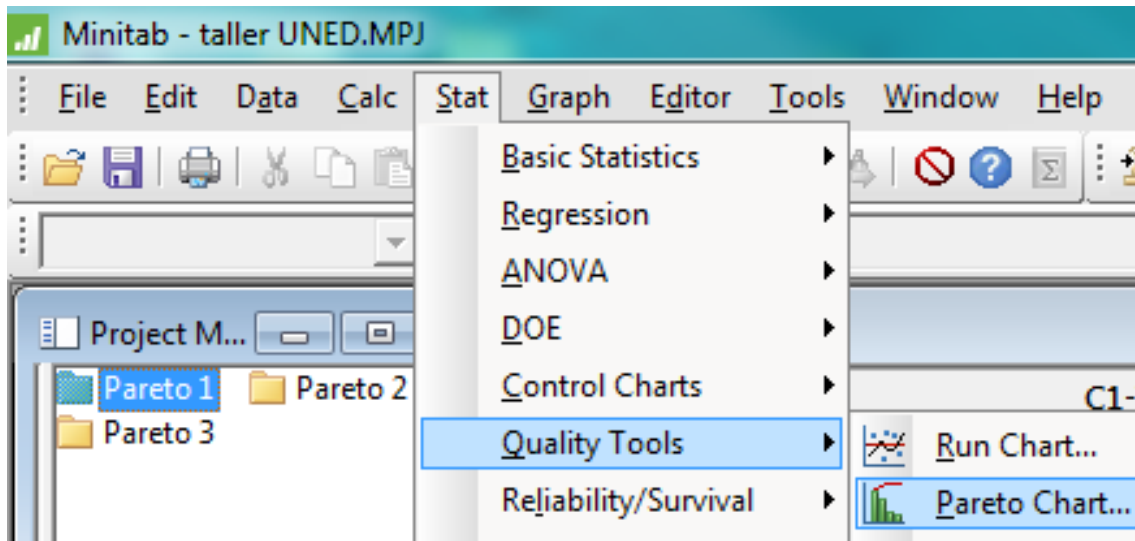 Minitab - taller UNED.MPJ
File Edit Data Calc Stat Graph Editor Tools Window Help
Basic Statistics
Regression
ANOVA
DOE
Project M...
Pareto 1 Pareto 2
Control Charts
C1-
Pareto 3
Quality Tools
Run Chart...
Reliability/Survival
Pareto Chart...